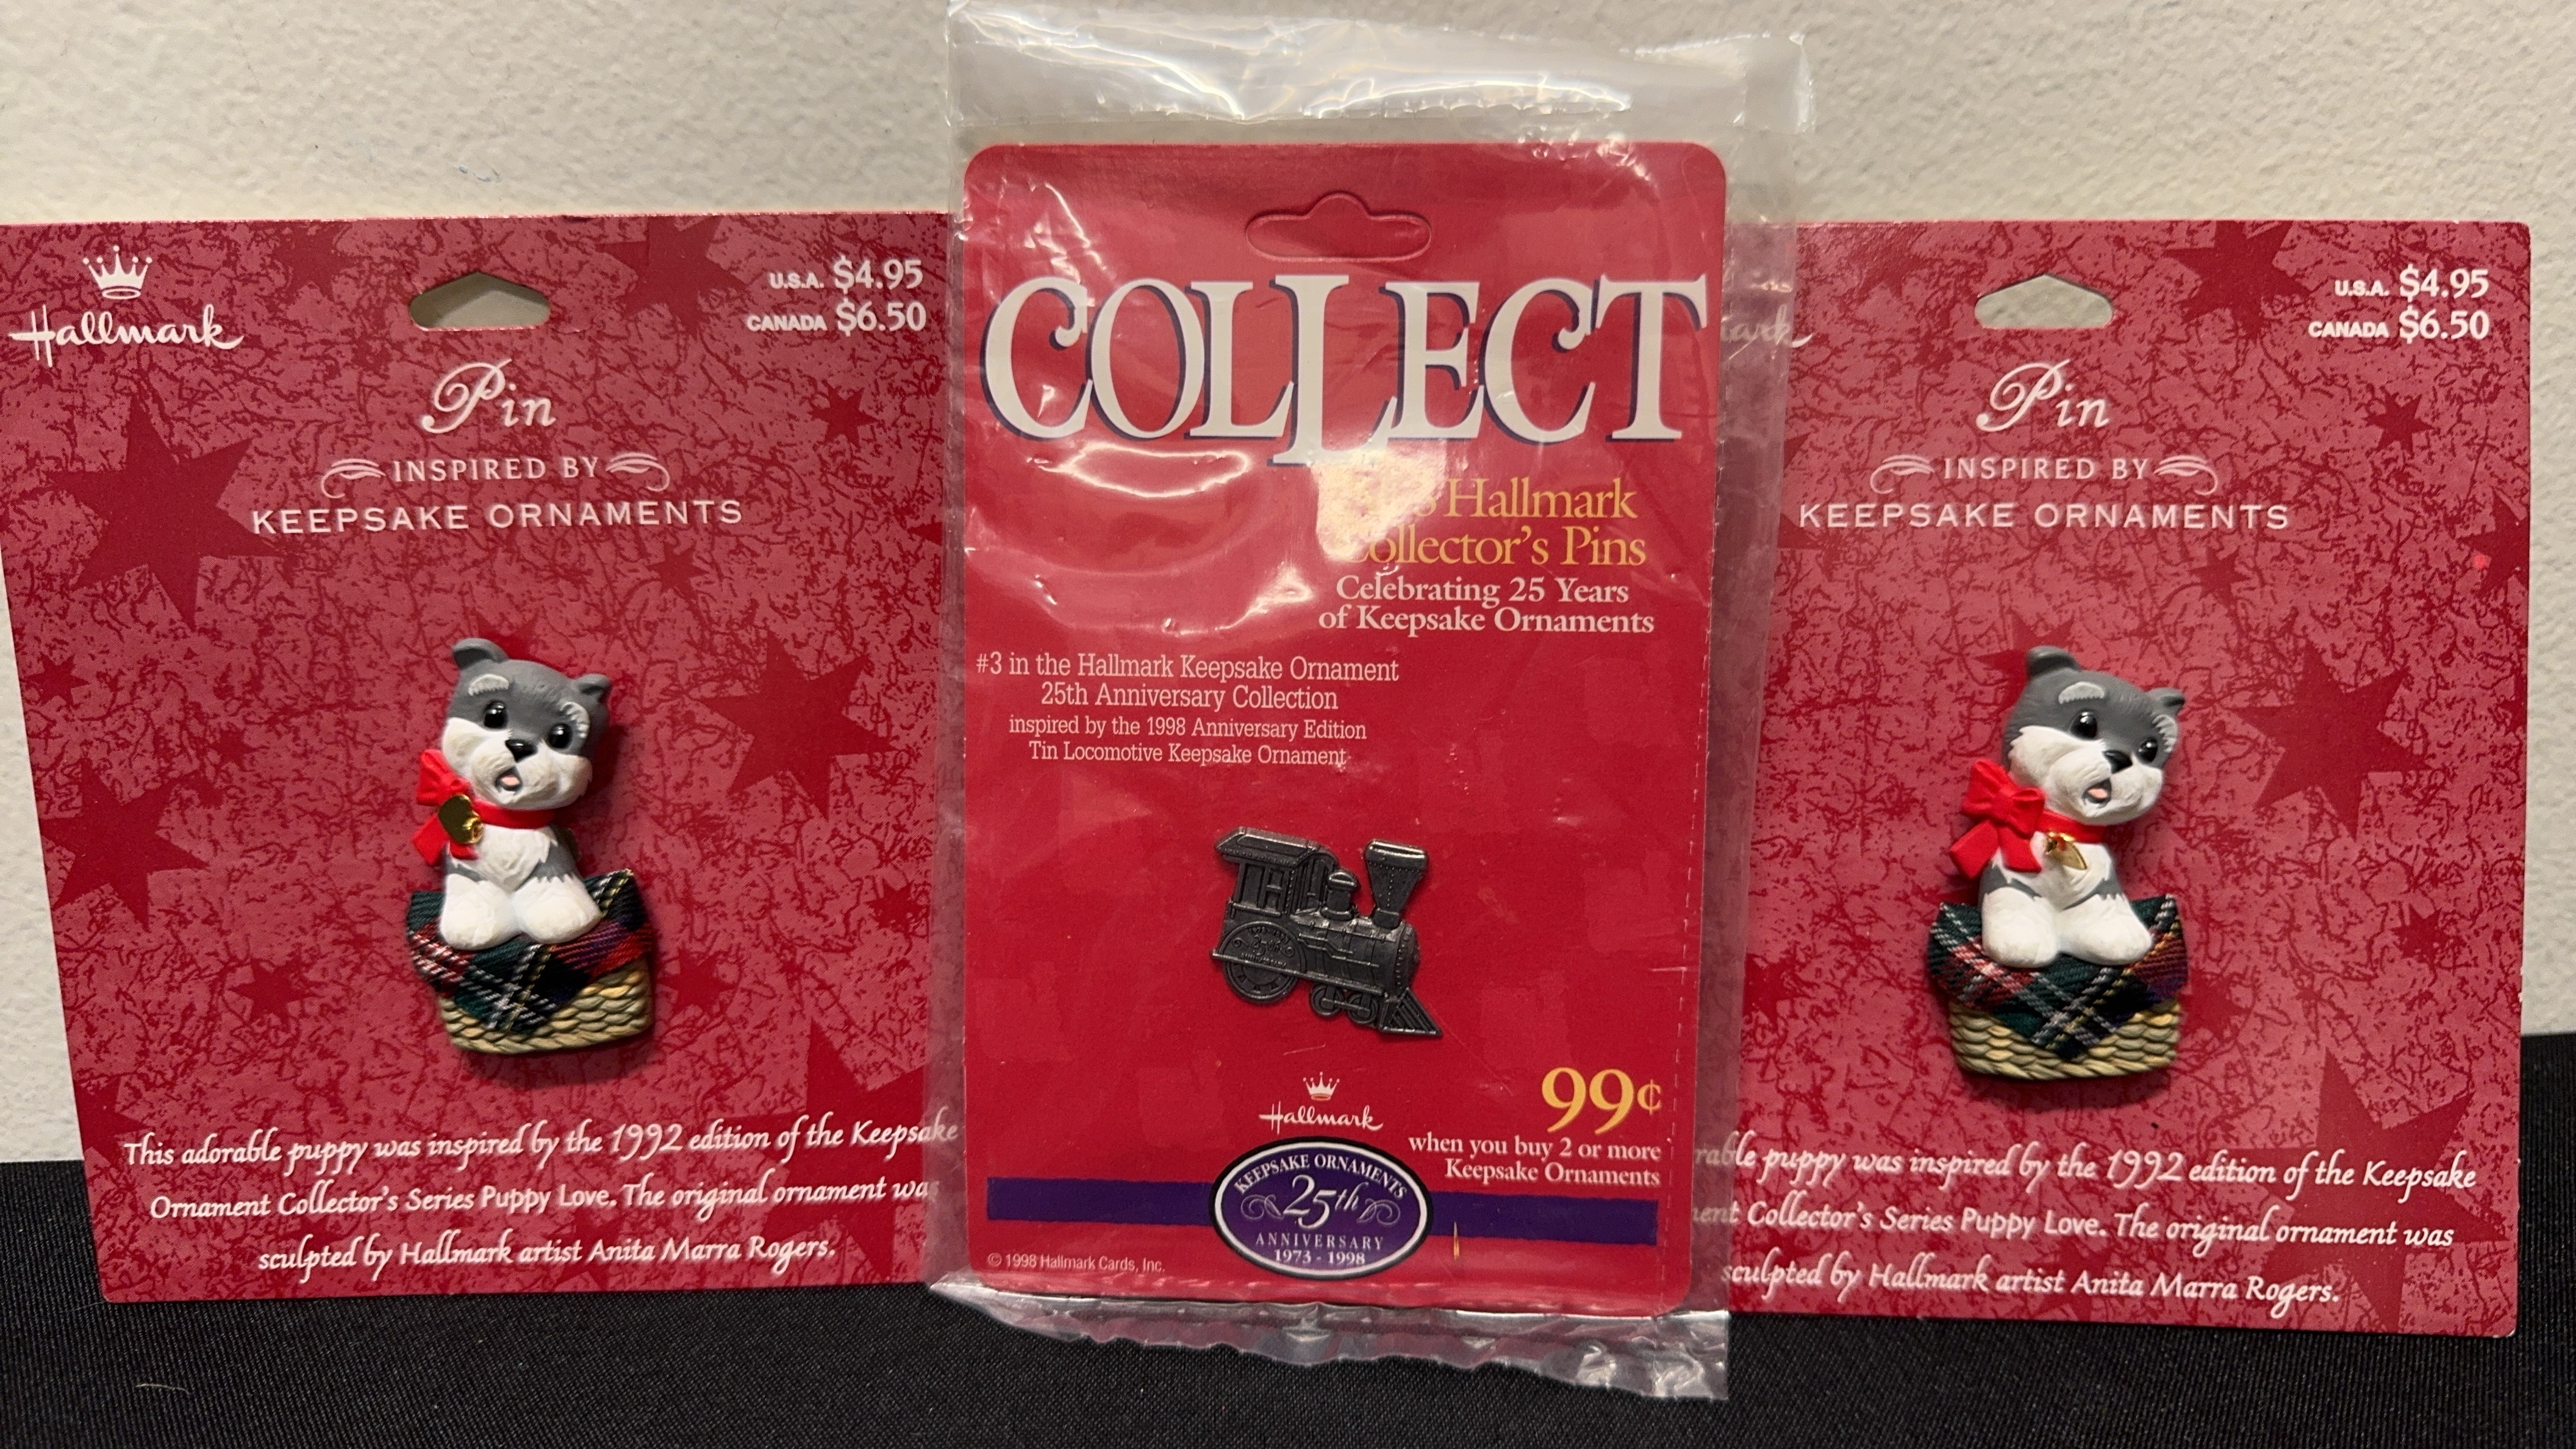 Hallmark
U.S.A. $4.95
CANADA $6.50
Pin
INSPIRED BY
KEEPSAKE ORNAMENTS
This adorable puppy was inspired by the 1992 edition of the Keepsake
Ornament Collector's Series Puppy Love. The original ornament wa
sculpted by Hallmark artist Anita Marra Rogers.
COLLECT
Hallmark
Collector's Pins
Celebrating 25 Years
of Keepsake Ornaments
#3 in the Hallmark Keepsake Ornament
25th Anniversary Collection
inspired by the 1998 Anniversary Edition
Tin Locomotive Keepsake Ornament
Hallmark
99¢
when you buy 2 or more
Keepsake Ornaments
KEEPSAKE ORNAMENTS
25th
ANNIVERSARY
1973 - 1998
© 1998 Hallmark Cards, Inc.
ark
U.S.A. $4.95
CANADA $6.50
Pin
INSPIRED BY
KEEPSAKE ORNAMENTS
rable puppy was inspired by the 1992 edition of the Keepsake
ent Collector's Series Puppy Love. The original ornament was
sculpted by Hallmark artist Anita Marra Rogers.